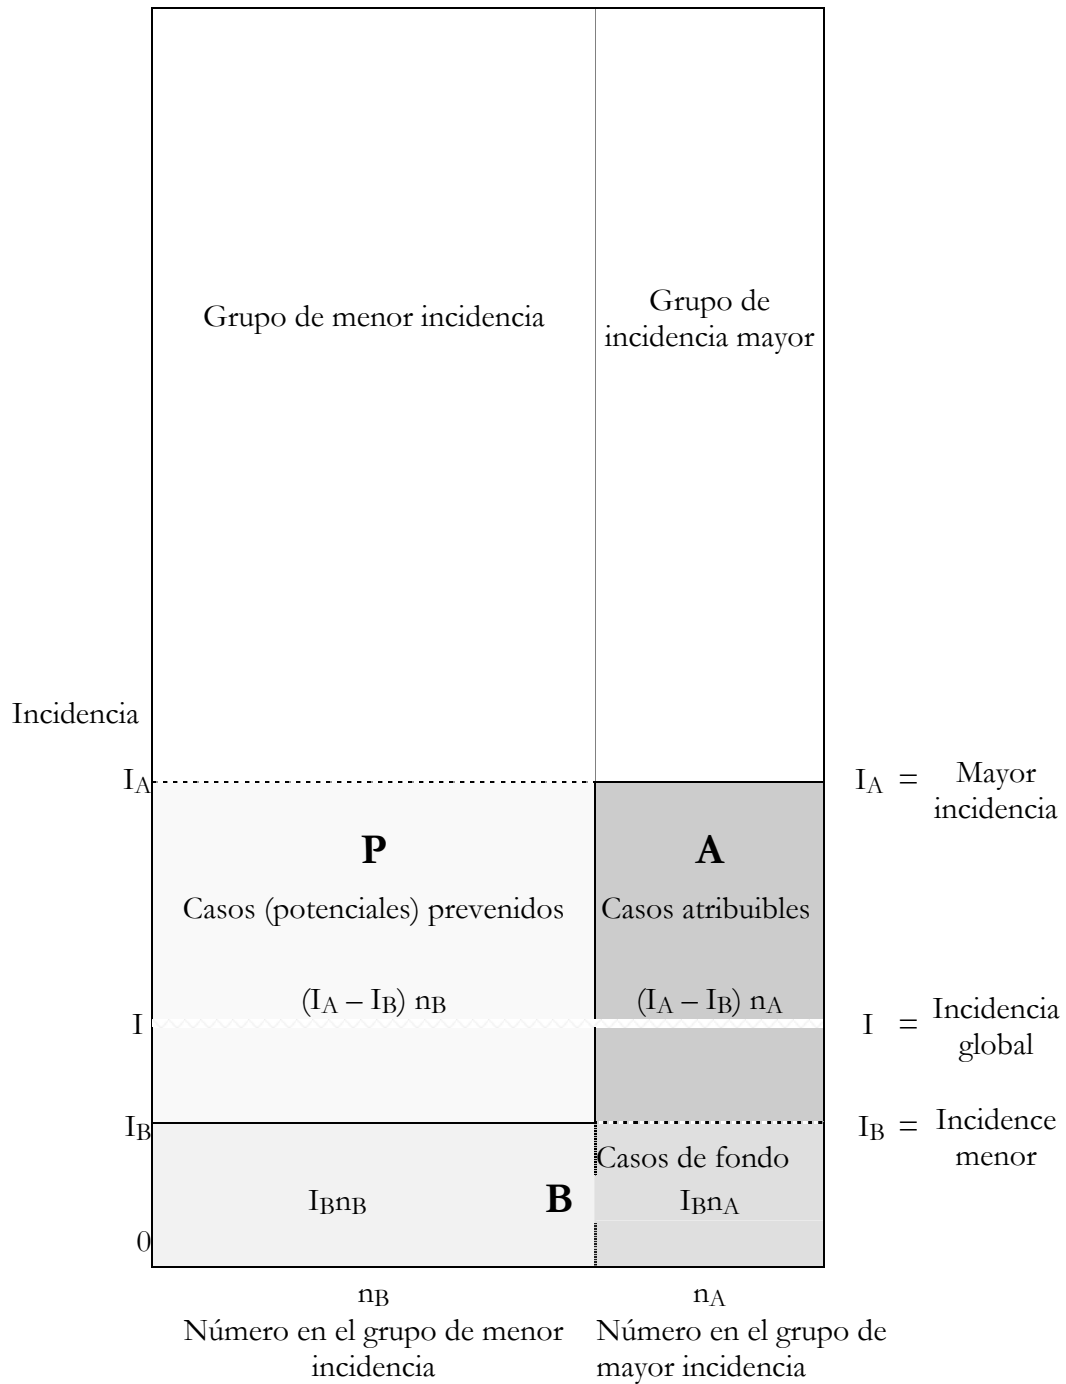 Grupo de menor incidencia
Grupo de
incidencia mayor
Incidencia
IA
IA = Mayor
incidencia
P
A
Casos (potenciales) prevenidos
Casos atribuibles
(IA – IB) nB
(IA – IB) nA
I
I = Incidencia
global
IB
IB = Incidence
menor
Casos de fondo
IBnB
B
IBnA
0
nB
nA
Número en el grupo de menor
incidencia
Número en el grupo de
mayor incidencia